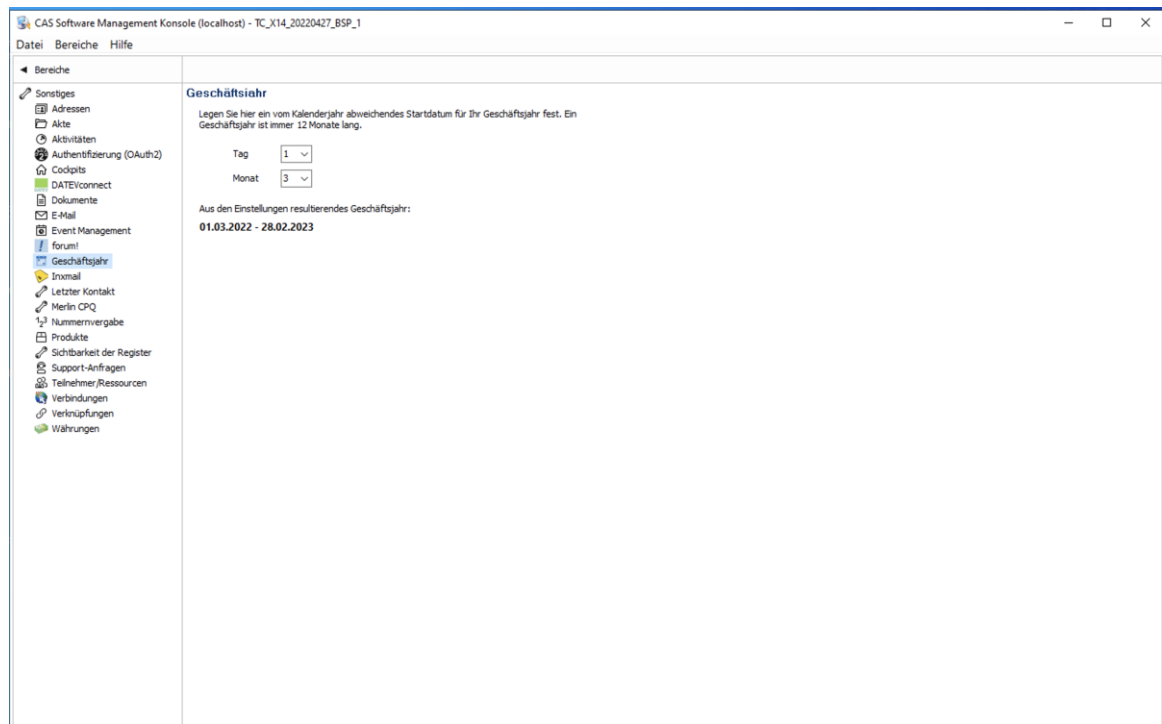 CAS Software Management Konsole (localhost) - TC_X14_20220427_BSP_1
Datei Bereiche Hilfe
Bereiche
Sonstiges
Adressen
Akte
Aktivitäten
Authentifizierung (OAuth2)
Cockpits
DATEVconnect
Dokumente
E-Mail
Event Management
forum!
Geschäftsjahr
Inxmail
Letzter Kontakt
Merlin CPQ
Nummernvergabe
Produkte
Sichtbarkeit der Register
Support-Anfragen
Teilnehmer/Ressourcen
Verbindungen
Verknüpfungen
Währungen
Geschäftsjahr
Legen Sie hier ein vom Kalenderjahr abweichendes Startdatum für Ihr Geschäftsjahr fest. Ein
Geschäftsjahr ist immer 12 Monate lang.
Tag 1
Monat 3
Aus den Einstellungen resultierendes Geschäftsjahr:
01.03.2022 - 28.02.2023